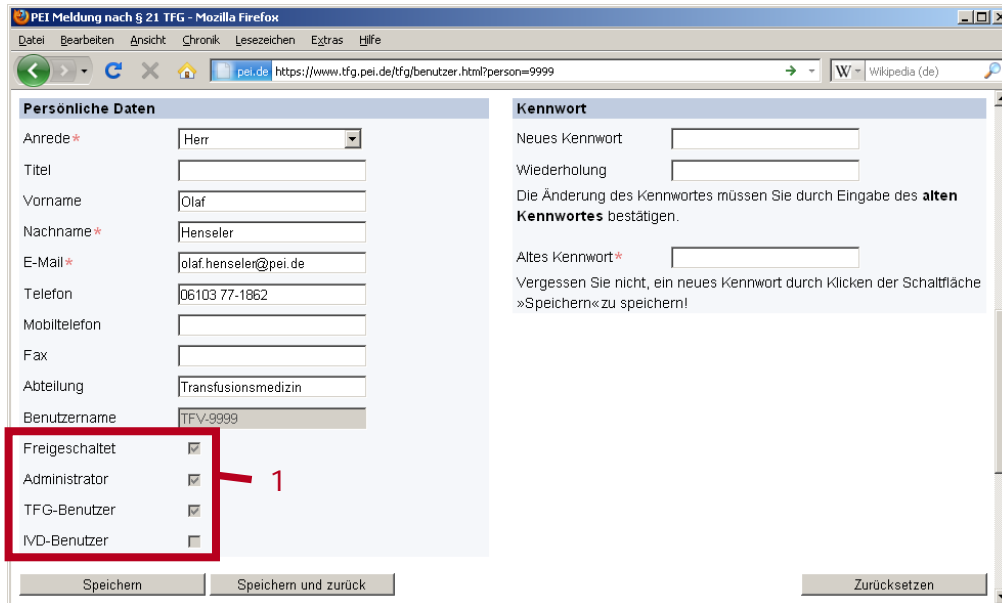 PEI Meldung nach § 21 TFG - Mozilla Firefox
Datei Bearbeiten Ansicht Chronik Lesezeichen Extras Hilfe
pei.de https://www.tfg.pei.de/tfg/benutzer.html?person=9999
W Wikipedia (de)
Persönliche Daten
Anrede* Herr
Titel
Vorname Olaf
Nachname* Henseler
E-Mail* olaf.henseler@pei.de
Telefon 06103 77-1862
Mobiltelefon
Fax
Abteilung Transfusionsmedizin
Benutzername TFV-9999
Freigeschaltet
Administrator
TFG-Benutzer
IVD-Benutzer
1
Kennwort
Neues Kennwort
Wiederholung
Die Änderung des Kennwortes müssen Sie durch Eingabe des alten
Kennwortes bestätigen.
Altes Kennwort*
Vergessen Sie nicht, ein neues Kennwort durch Klicken der Schaltfläche
»Speichern« zu speichern!
Speichern Speichern und zurück Zurücksetzen